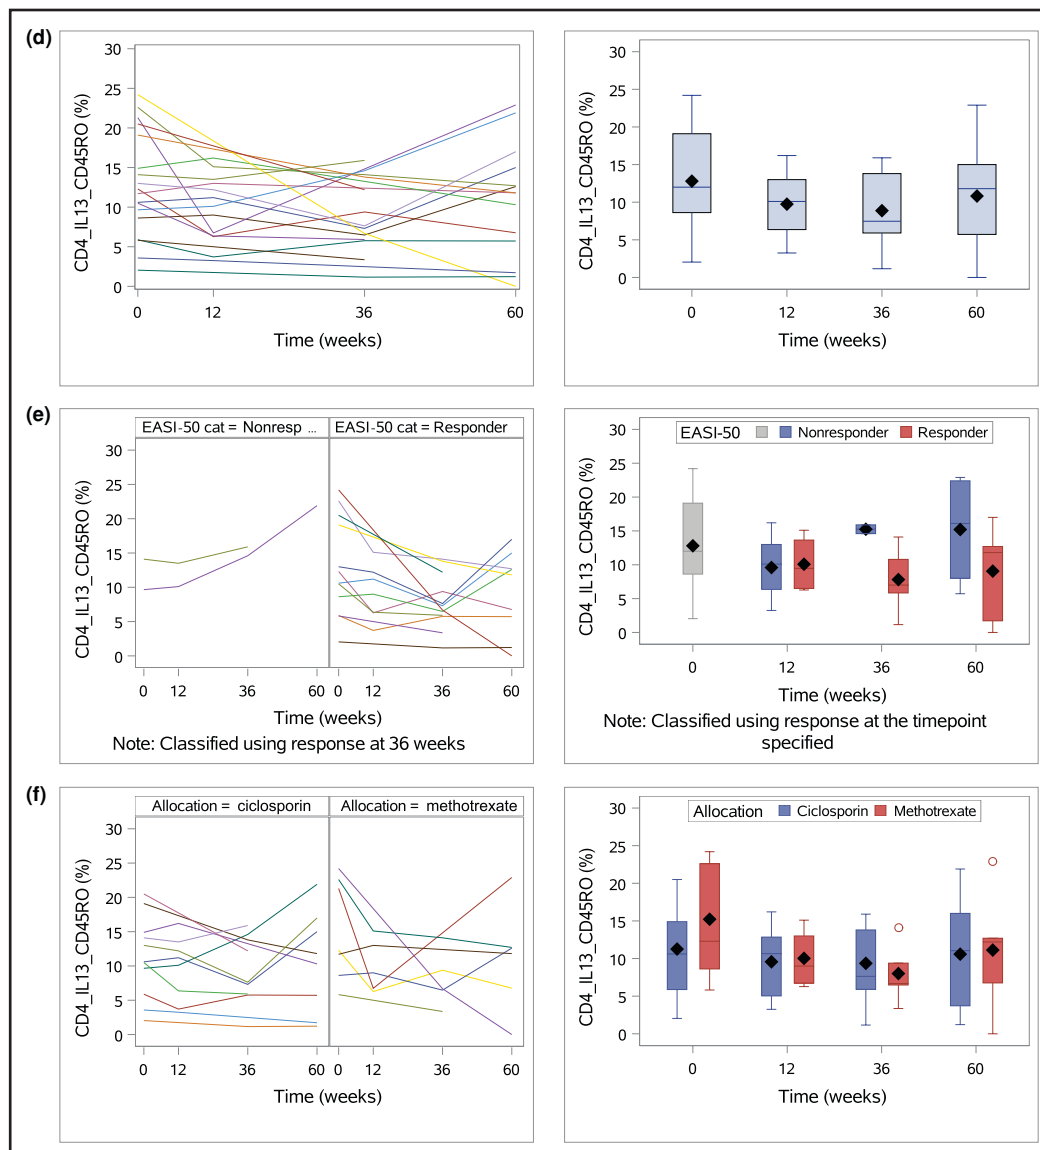 (d)
CD4_IL13_CD45RO (%)
30
25
20
15
10
5
0
0 12 36 60
Time (weeks)
CD4_IL13_CD45RO (%)
30
25
20
15
10
5
0
0 12 36 60
Time (weeks)
(e)
EASI-50 cat = Nonresp ... EASI-50 cat = Responder
CD4_IL13_CD45RO (%)
30
25
20
15
10
5
0
0 12 36 60 0 12 36 60
Time (weeks)
Note: Classified using response at 36 weeks
EASI-50 Nonresponder Responder
CD4_IL13_CD45RO (%)
30
25
20
15
10
5
0
0 12 36 60
Time (weeks)
Note: Classified using response at the timepoint
specified
(f)
Allocation = ciclosporin Allocation = methotrexate
CD4_IL13_CD45RO (%)
30
25
20
15
10
5
0
0 12 36 60 0 12 36 60
Time (weeks)
Allocation Ciclosporin Methotrexate
CD4_IL13_CD45RO (%)
30
25
20
15
10
5
0
0 12 36 60
Time (weeks)